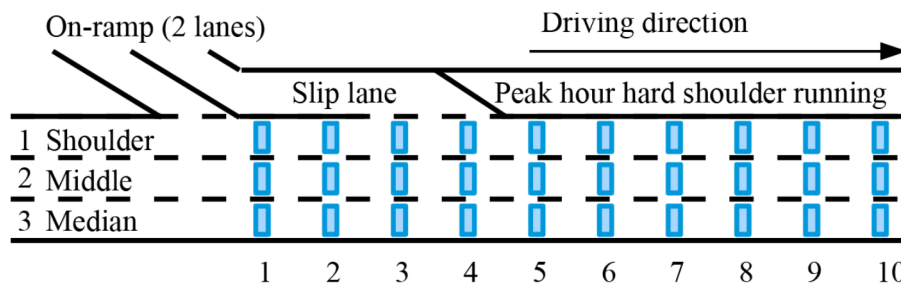 On-ramp (2 lanes)
Driving direction
Slip lane
Peak hour hard shoulder running
1 Shoulder
2 Middle
3 Median
1 2 3 4 5 6 7 8 9 10